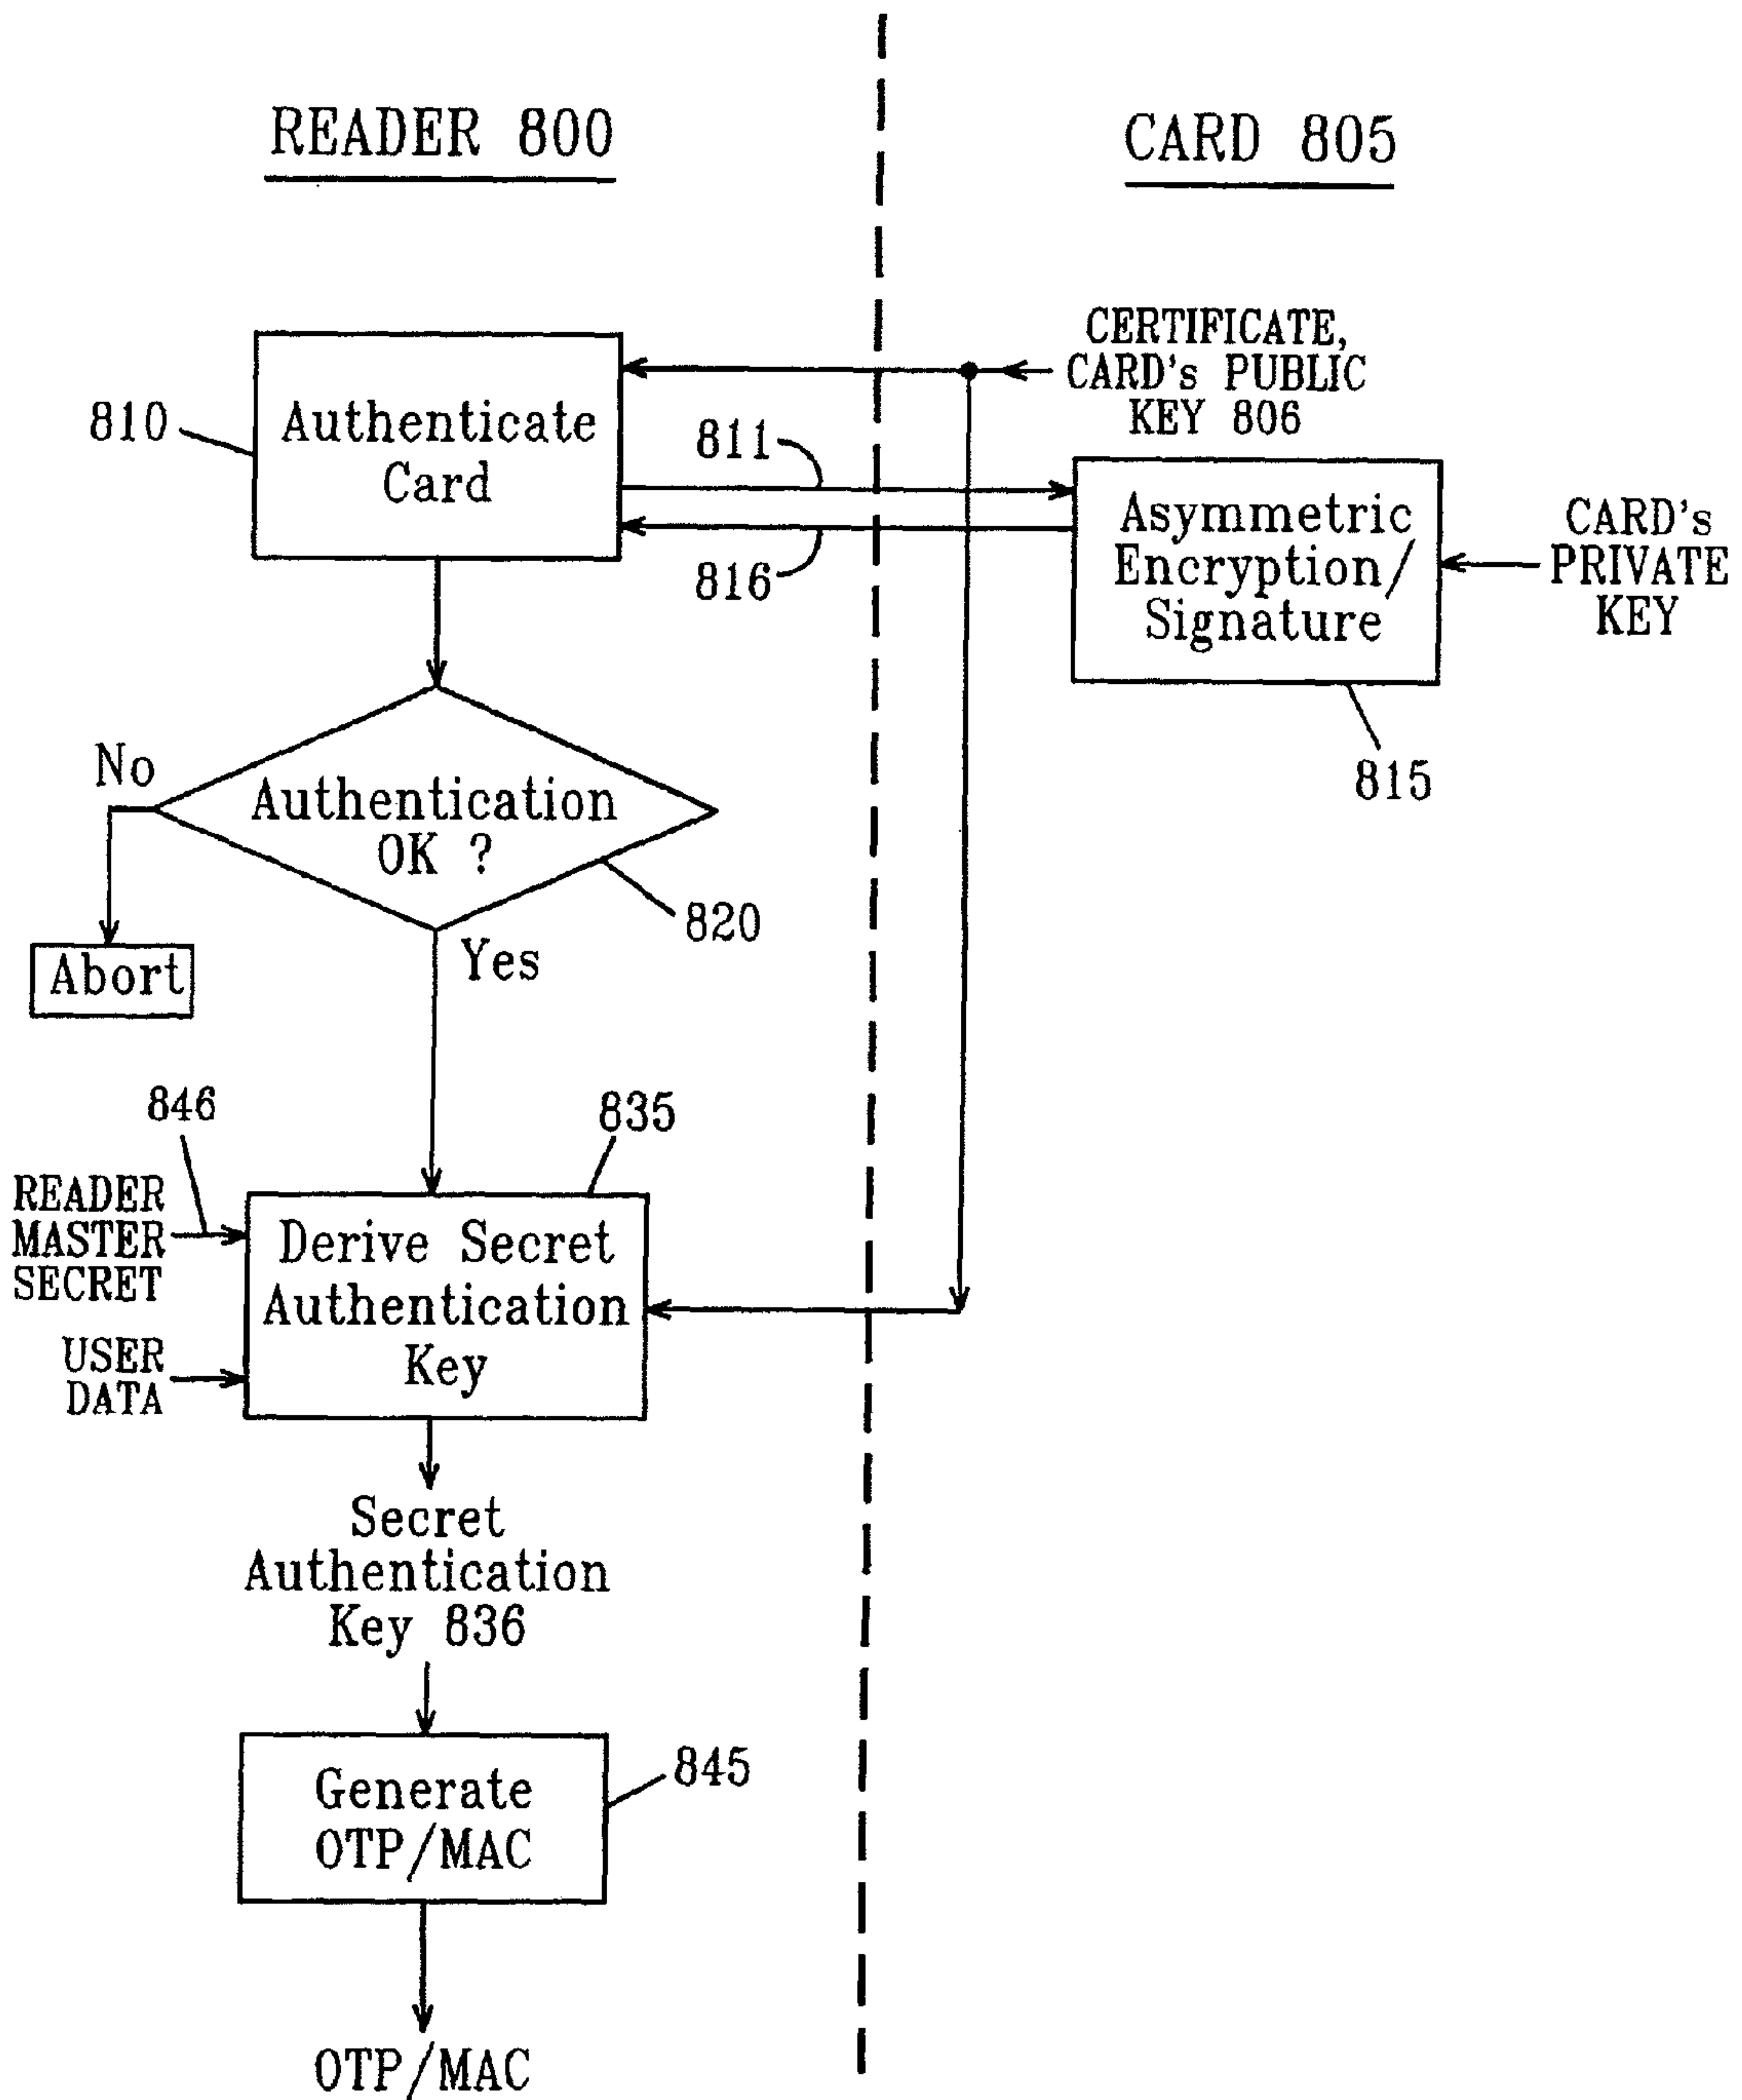 READER 800
CARD 805
CERTIFICATE,
CARD's PUBLIC
KEY 806
810
Authenticate
Card
811
816
Asymmetric
Encryption/
Signature
CARD's
PRIVATE
KEY
815
No
Authentication
OK ?
820
Abort
Yes
846
835
READER
MASTER
SECRET
Derive Secret
Authentication
Key
USER
DATA
Secret
Authentication
Key 836
Generate
OTP/MAC
845
OTP/MAC